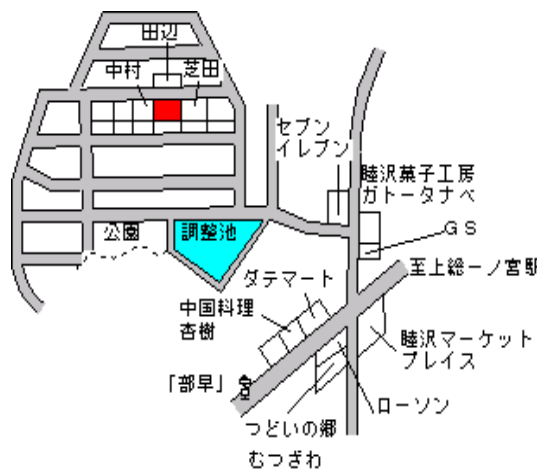 田辺
中村
芝田
セブン
イレブン
睦沢菓子工房
ガトータナベ
GS
公園
調整池
至上総一ノ宮駅
ダテマート
中国料理
杏樹
睦沢マーケット
プレイス
「部早」
ローソン
つどいの郷
むつざわ